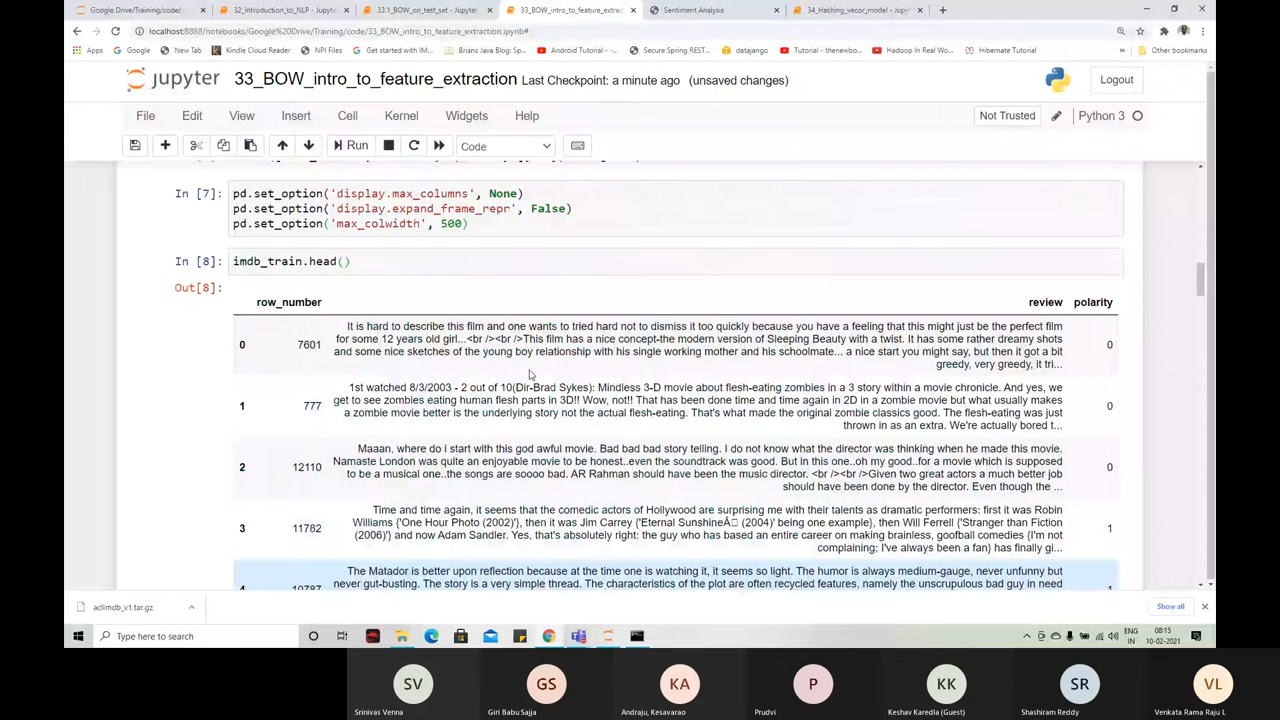 Google Drive/Training/code/
32_introduction_to_NLP - Jupyter
33.1_BOW_on_test_set - Jupyter
33_BOW_intro_to_feature_extrac
Sentiment Analysis
34_Hashing_vecor_model - Jupyte
localhost:8888/notebooks/Google%20Drive/Training/code/33_BOW_intro_to_feature_extraction.ipynb#
Apps
Google
New Tab
Kindle Cloud Reader
NPI Files
Get started with IM...
Brians Java Blog: Sp...
Android Tutorial - T...
Secure Spring REST...
datajango
Tutorial - thenewbo...
Hadoop In Real Wo...
Hibernate Tutorial
»
Other bookmarks
jupyter 33_BOW_intro_to_feature_extraction Last Checkpoint: a minute ago (unsaved changes)
Logout
File Edit View Insert Cell Kernel Widgets Help
Not Trusted
Python 3
Run
Code
In [7]: pd.set_option('display.max_columns', None)
pd.set_option('display.expand_frame_repr', False)
pd.set_option('max_colwidth', 500)
In [8]: imdb_train.head()
Out[8]:
row_number review polarity
0 7601 It is hard to describe this film and one wants to tried hard not to dismiss it too quickly because you have a feeling that this might just be the perfect film 0
for some 12 years old girl...<br /><br />This film has a nice concept-the modern version of Sleeping Beauty with a twist. It has some rather dreamy shots
and some nice sketches of the young boy relationship with his single working mother and his schoolmate... a nice start you might say, but then it got a bit
greedy, very greedy, it tri...
1 777 1st watched 8/3/2003 - 2 out of 10(Dir-Brad Sykes): Mindless 3-D movie about flesh-eating zombies in a 3 story within a movie chronicle. And yes, we 0
get to see zombies eating human flesh parts in 3D!! Wow, not!! That has been done time and time again in 2D in a zombie movie but what usually makes
a zombie movie better is the underlying story not the actual flesh-eating. That's what made the original zombie classics good. The flesh-eating was just
thrown in as an extra. We're actually bored t...
2 12110 Maaan, where do i start with this god awful movie. Bad bad bad story telling. I do not know what the director was thinking when he made this movie. 0
Namaste London was quite an enjoyable movie to be honest..even the soundtrack was good. But in this one..oh my good..for a movie which is supposed
to be a musical one..the songs are soooo bad. AR Rahman should have been the music director. <br /><br />Given two great actors a much better job
should have been done by the director. Even though the ...
3 11782 Time and time again, it seems that the comedic actors of Hollywood are surprising me with their talents as dramatic performers: first it was Robin 1
Williams {'One Hour Photo (2002)'}, then it was Jim Carrey {'Eternal SunshineÂ (2004)' being one example}, then Will Ferrell {'Stranger than Fiction
(2006)'} and now Adam Sandler. Yes, that's absolutely right: the guy who has based an entire career on making brainless, goofball comedies {I'm not
complaining; I've always been a fan} has finally gi...
The Matador is better upon reflection because at the time one is watching it, it seems so light. The humor is always medium-gauge, never unfunny but
never gut-busting. The story is a very simple thread. The characteristics of the plot are often recycled features, namely the unscrupulous bad guy in need
aclImdb_v1.tar.gz
Show all
Type here to search
ENG
IN
08:15
10-02-2021
SV
GS
KA
P
KK
SR
VL
Srinivas Venna
Giri Babu Sajja
Andraju, Kesavarao
Prudvi
Keshav Karedla (Guest)
Shashiram Reddy
Venkata Rama Raju L